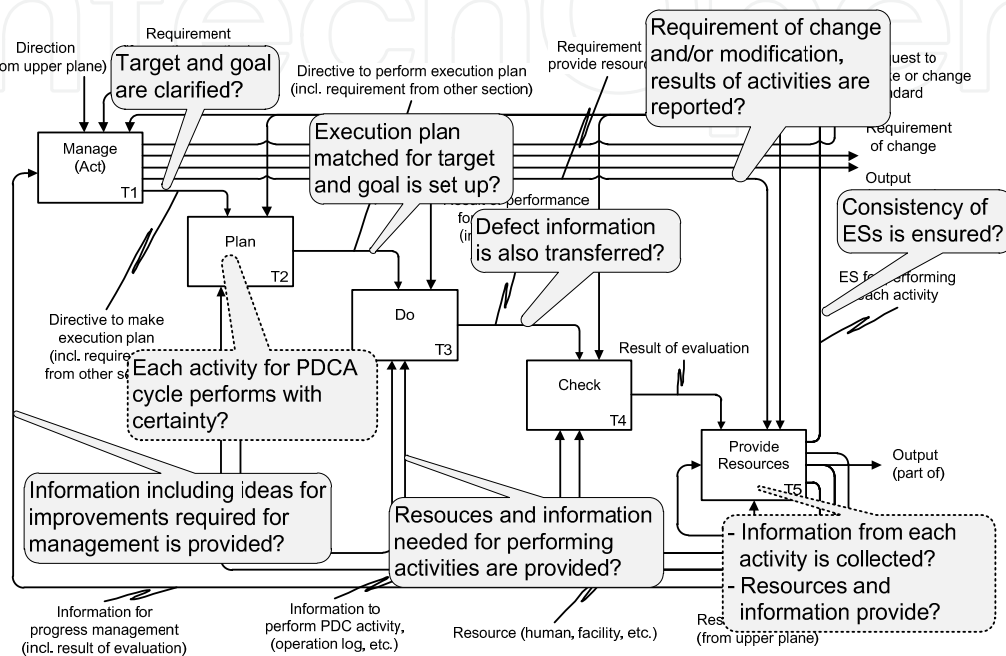 Direction
(from upper plane)
Requirement
Target and goal
are clarified?
Directive to perform execution plan
(incl. requirement from other section)
Requirement
provide
Requirement of change
and/or modification,
results of activities are
reported?
or change
Requirement
of change
Output
Manage
(Act)
T1
Execution plan
matched for target
and goal is set up?
performance
Defect information
is also transferred?
Consistency of
ESs is ensured?
ES for performing
each activity
Plan
T2
Do
T3
Directive to make
execution plan
(incl.
from other
Each activity for PDCA
cycle performs with
certainty?
Result of evaluation
Check
T4
Provide
Resources
T5
Output
(part of)
Information including ideas for
improvements required for
management is provided?
Resouces and information
needed for performing
activities are provided?
- Information from each
activity is collected?
- Resources and
information provide?
Information for
progress management
(incl. result of evaluation)
Information to
perform PDC activity,
(operation log, etc.)
Resource (human, facility, etc.)
(from upper plane)